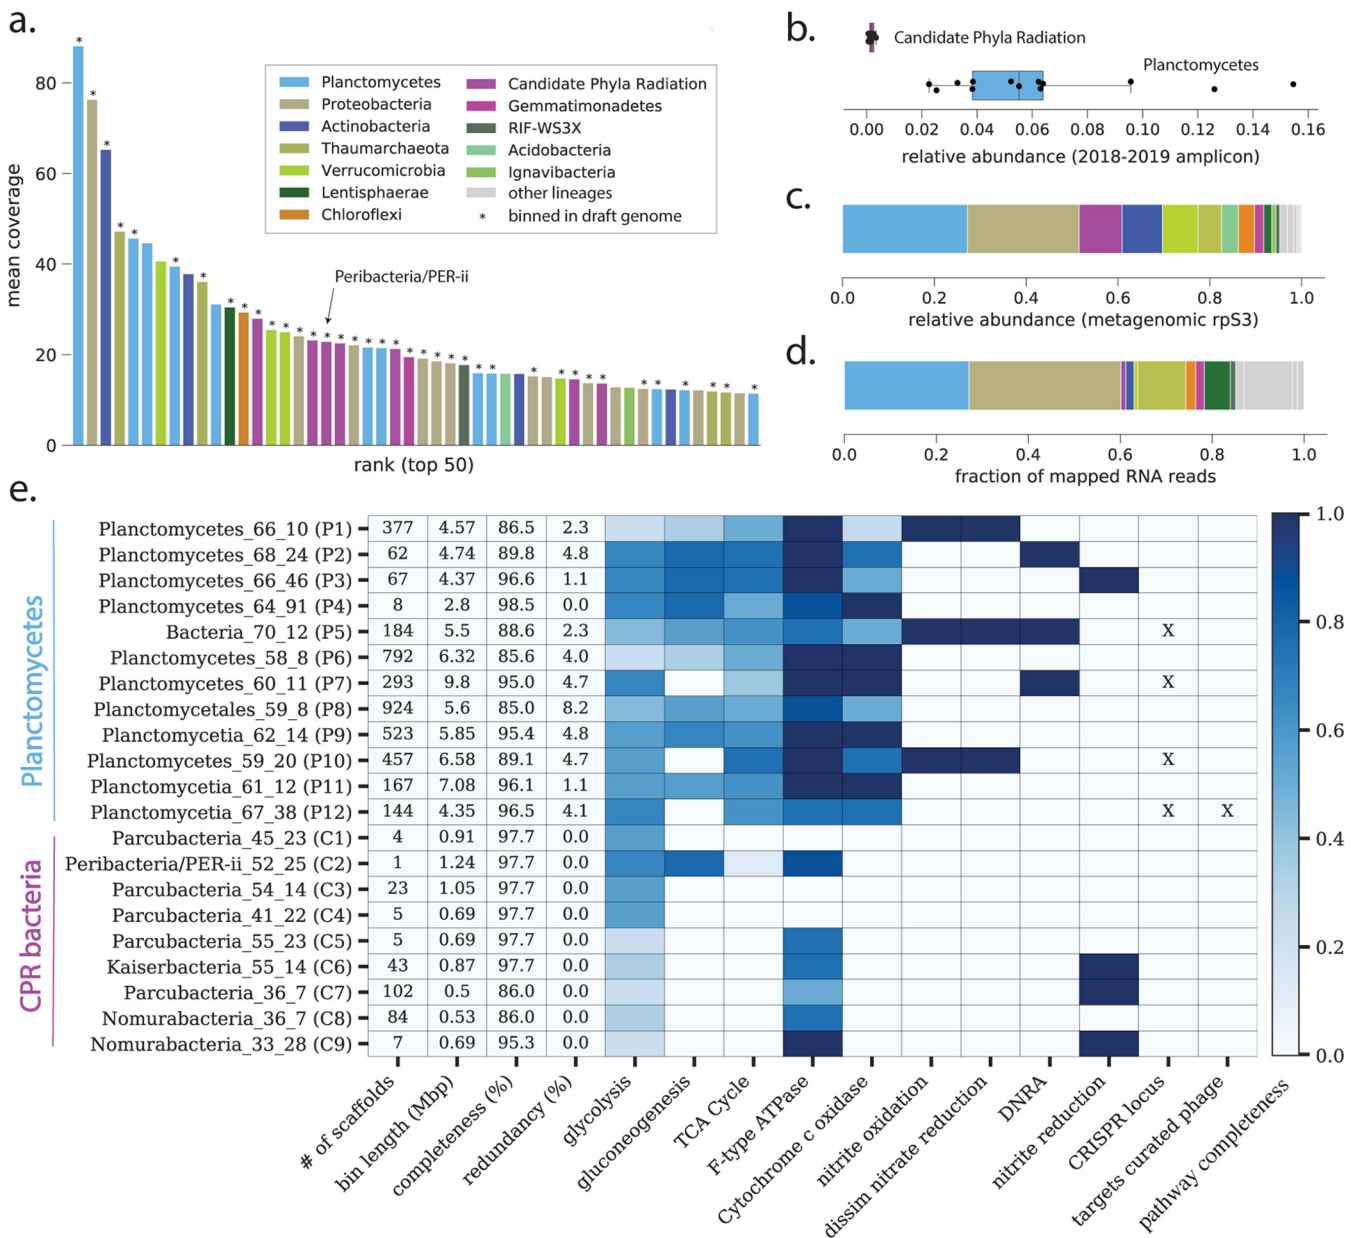 a.
80
60
40
20
0
mean coverage
rank (top 50)
Planctomycetes
Proteobacteria
Actinobacteria
Thaumarchaeota
Verrucomicrobia
Lentisphaerae
Chloroflexi
Candidate Phyla Radiation
Gemmatimonadetes
RIF-WS3X
Acidobacteria
Ignavibacteria
other lineages
* binned in draft genome
Peribacteria/PER-ii
b.
Candidate Phyla Radiation
Planctomycetes
0.00 0.02 0.04 0.06 0.08 0.10 0.12 0.14 0.16
relative abundance (2018-2019 amplicon)
c.
0.0 0.2 0.4 0.6 0.8 1.0
relative abundance (metagenomic rpS3)
d.
0.0 0.2 0.4 0.6 0.8 1.0
fraction of mapped RNA reads
e.
Planctomycetes
CPR bacteria
Planctomycetes_66_10 (P1) 377 4.57 86.5 2.3
Planctomycetes_68_24 (P2) 62 4.74 89.8 4.8
Planctomycetes_66_46 (P3) 67 4.37 96.6 1.1
Planctomycetes_64_91 (P4) 8 2.8 98.5 0.0
Bacteria_70_12 (P5) 184 5.5 88.6 2.3 X
Planctomycetes_58_8 (P6) 792 6.32 85.6 4.0
Planctomycetes_60_11 (P7) 293 9.8 95.0 4.7 X
Planctomycetales_59_8 (P8) 924 5.6 85.0 8.2
Planctomycetia_62_14 (P9) 523 5.85 95.4 4.8
Planctomycetes_59_20 (P10) 457 6.58 89.1 4.7 X
Planctomycetia_61_12 (P11) 167 7.08 96.1 1.1
Planctomycetia_67_38 (P12) 144 4.35 96.5 4.1 X X
Parcubacteria_45_23 (C1) 4 0.91 97.7 0.0
Peribacteria/PER-ii_52_25 (C2) 1 1.24 97.7 0.0
Parcubacteria_54_14 (C3) 23 1.05 97.7 0.0
Parcubacteria_41_22 (C4) 5 0.69 97.7 0.0
Parcubacteria_55_23 (C5) 5 0.69 97.7 0.0
Kaiserbacteria_55_14 (C6) 43 0.87 97.7 0.0
Parcubacteria_36_7 (C7) 102 0.5 86.0 0.0
Nomurabacteria_36_7 (C8) 84 0.53 86.0 0.0
Nomurabacteria_33_28 (C9) 7 0.69 95.3 0.0
# of scaffolds
bin length (Mbp)
completeness (%)
redundancy (%)
glycolysis
gluconeogenesis
TCA Cycle
F-type ATPase
Cytochrome c oxidase
nitrite oxidation
dissim nitrate reduction
DNRA
nitrite reduction
CRISPR locus
targets curated phage
pathway completeness
1.0
0.8
0.6
0.4
0.2
0.0